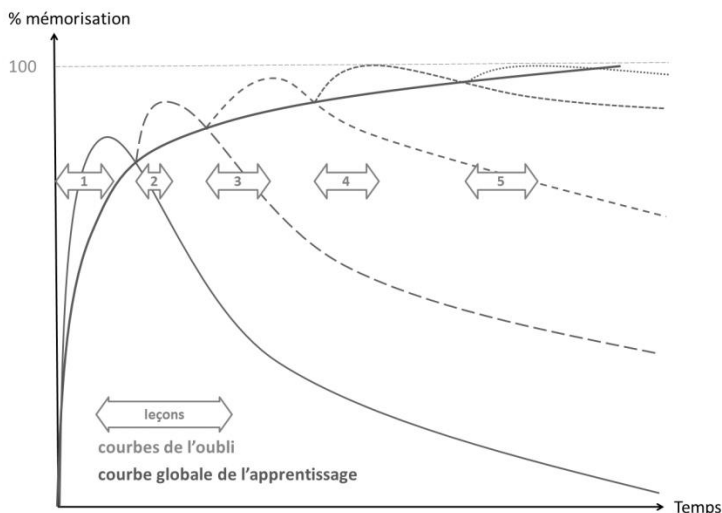 % mémorisation
100
1
2
3
4
5
leçons
courbes de l'oubli
courbe globale de l'apprentissage
Temps